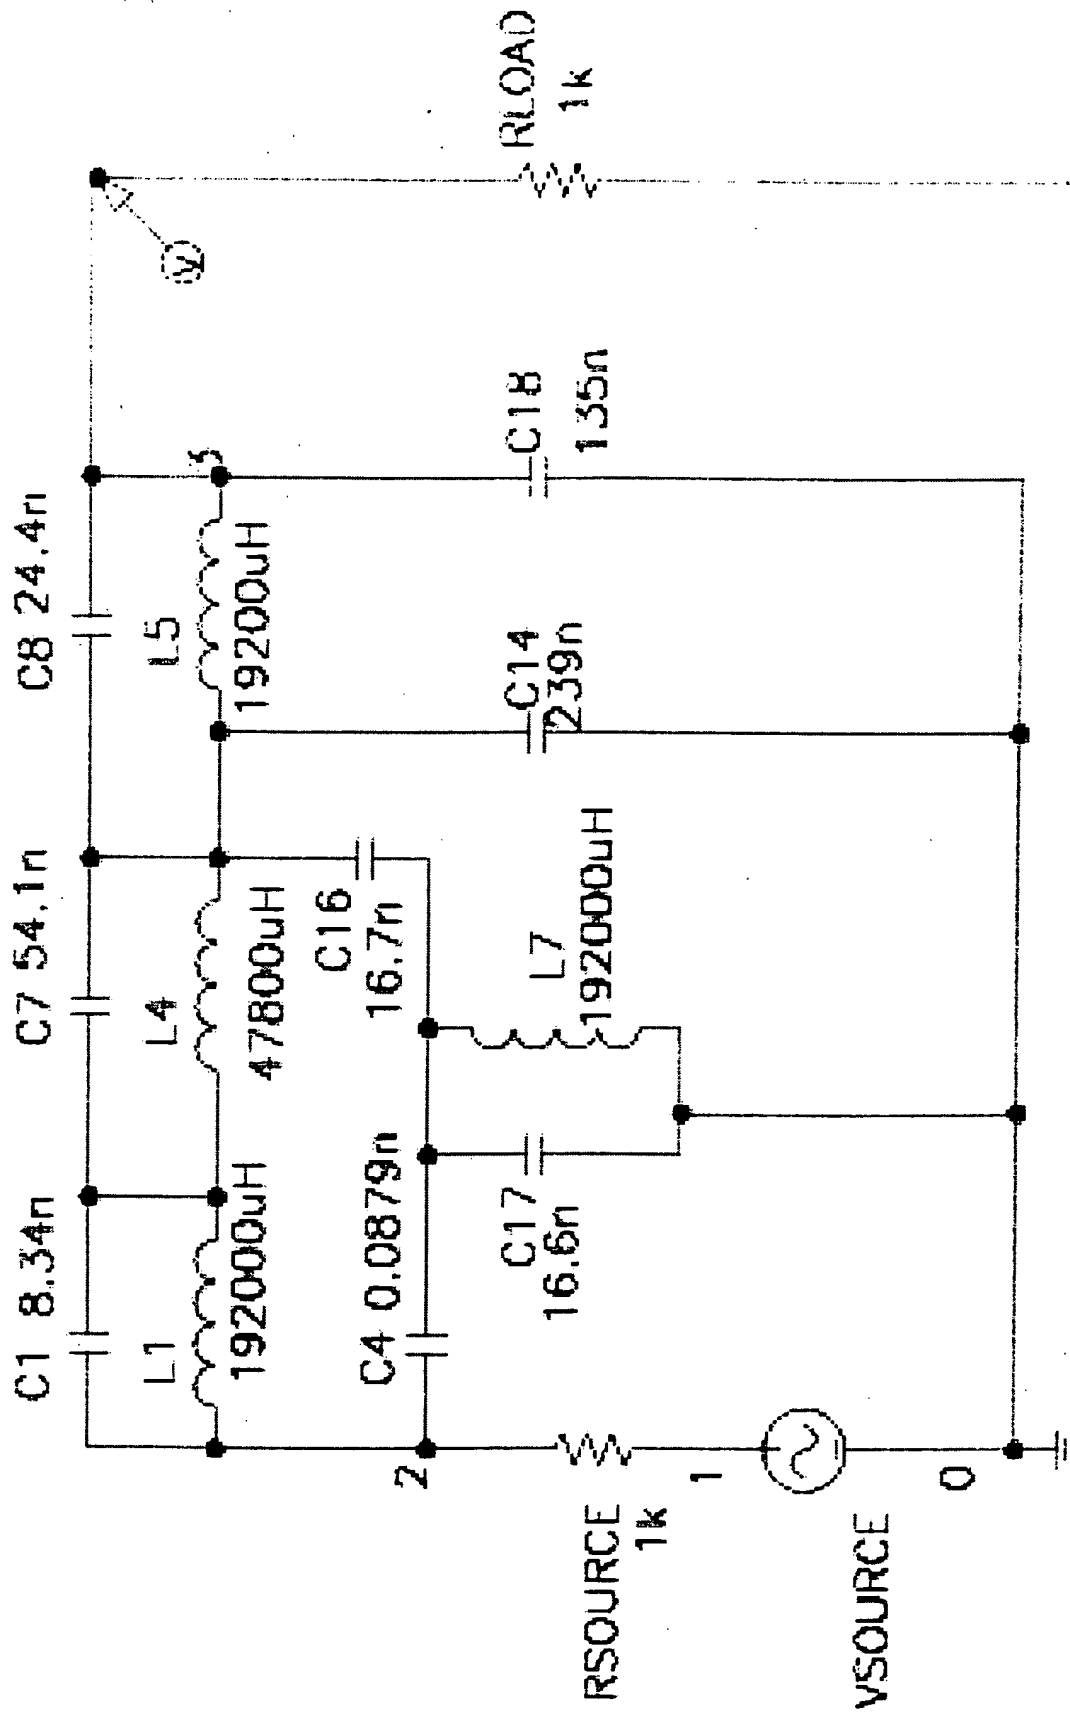 C1 8.34n
C7 54.1n
C8 24.4n
L1
192000uH
L4
47800uH
L5
19200uH
3
V
2
C4 0.0879n
C16
16.7n
C17
16.6n
L7
192000uH
C14
239n
C18
135n
RLOAD
1k
RSOURCE
1k
1
VSOURCE
0